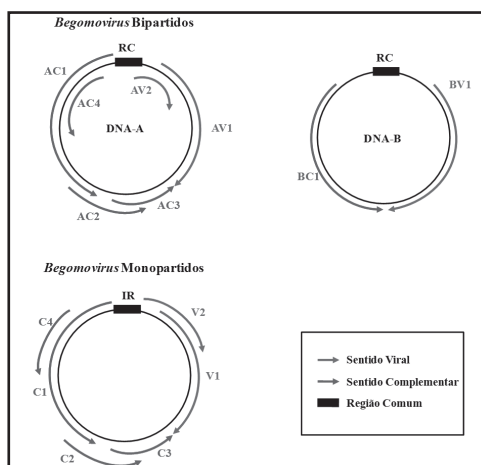 Begomovirus Bipartidos
RC
AC1
AC4
AV2
DNA-A
AV1
AC2
AC3
RC
BV1
DNA-B
BC1
Begomovirus Monopartidos
IR
C4
V2
V1
C1
C2
C3
Sentido Viral
Sentido Complementar
Região Comum